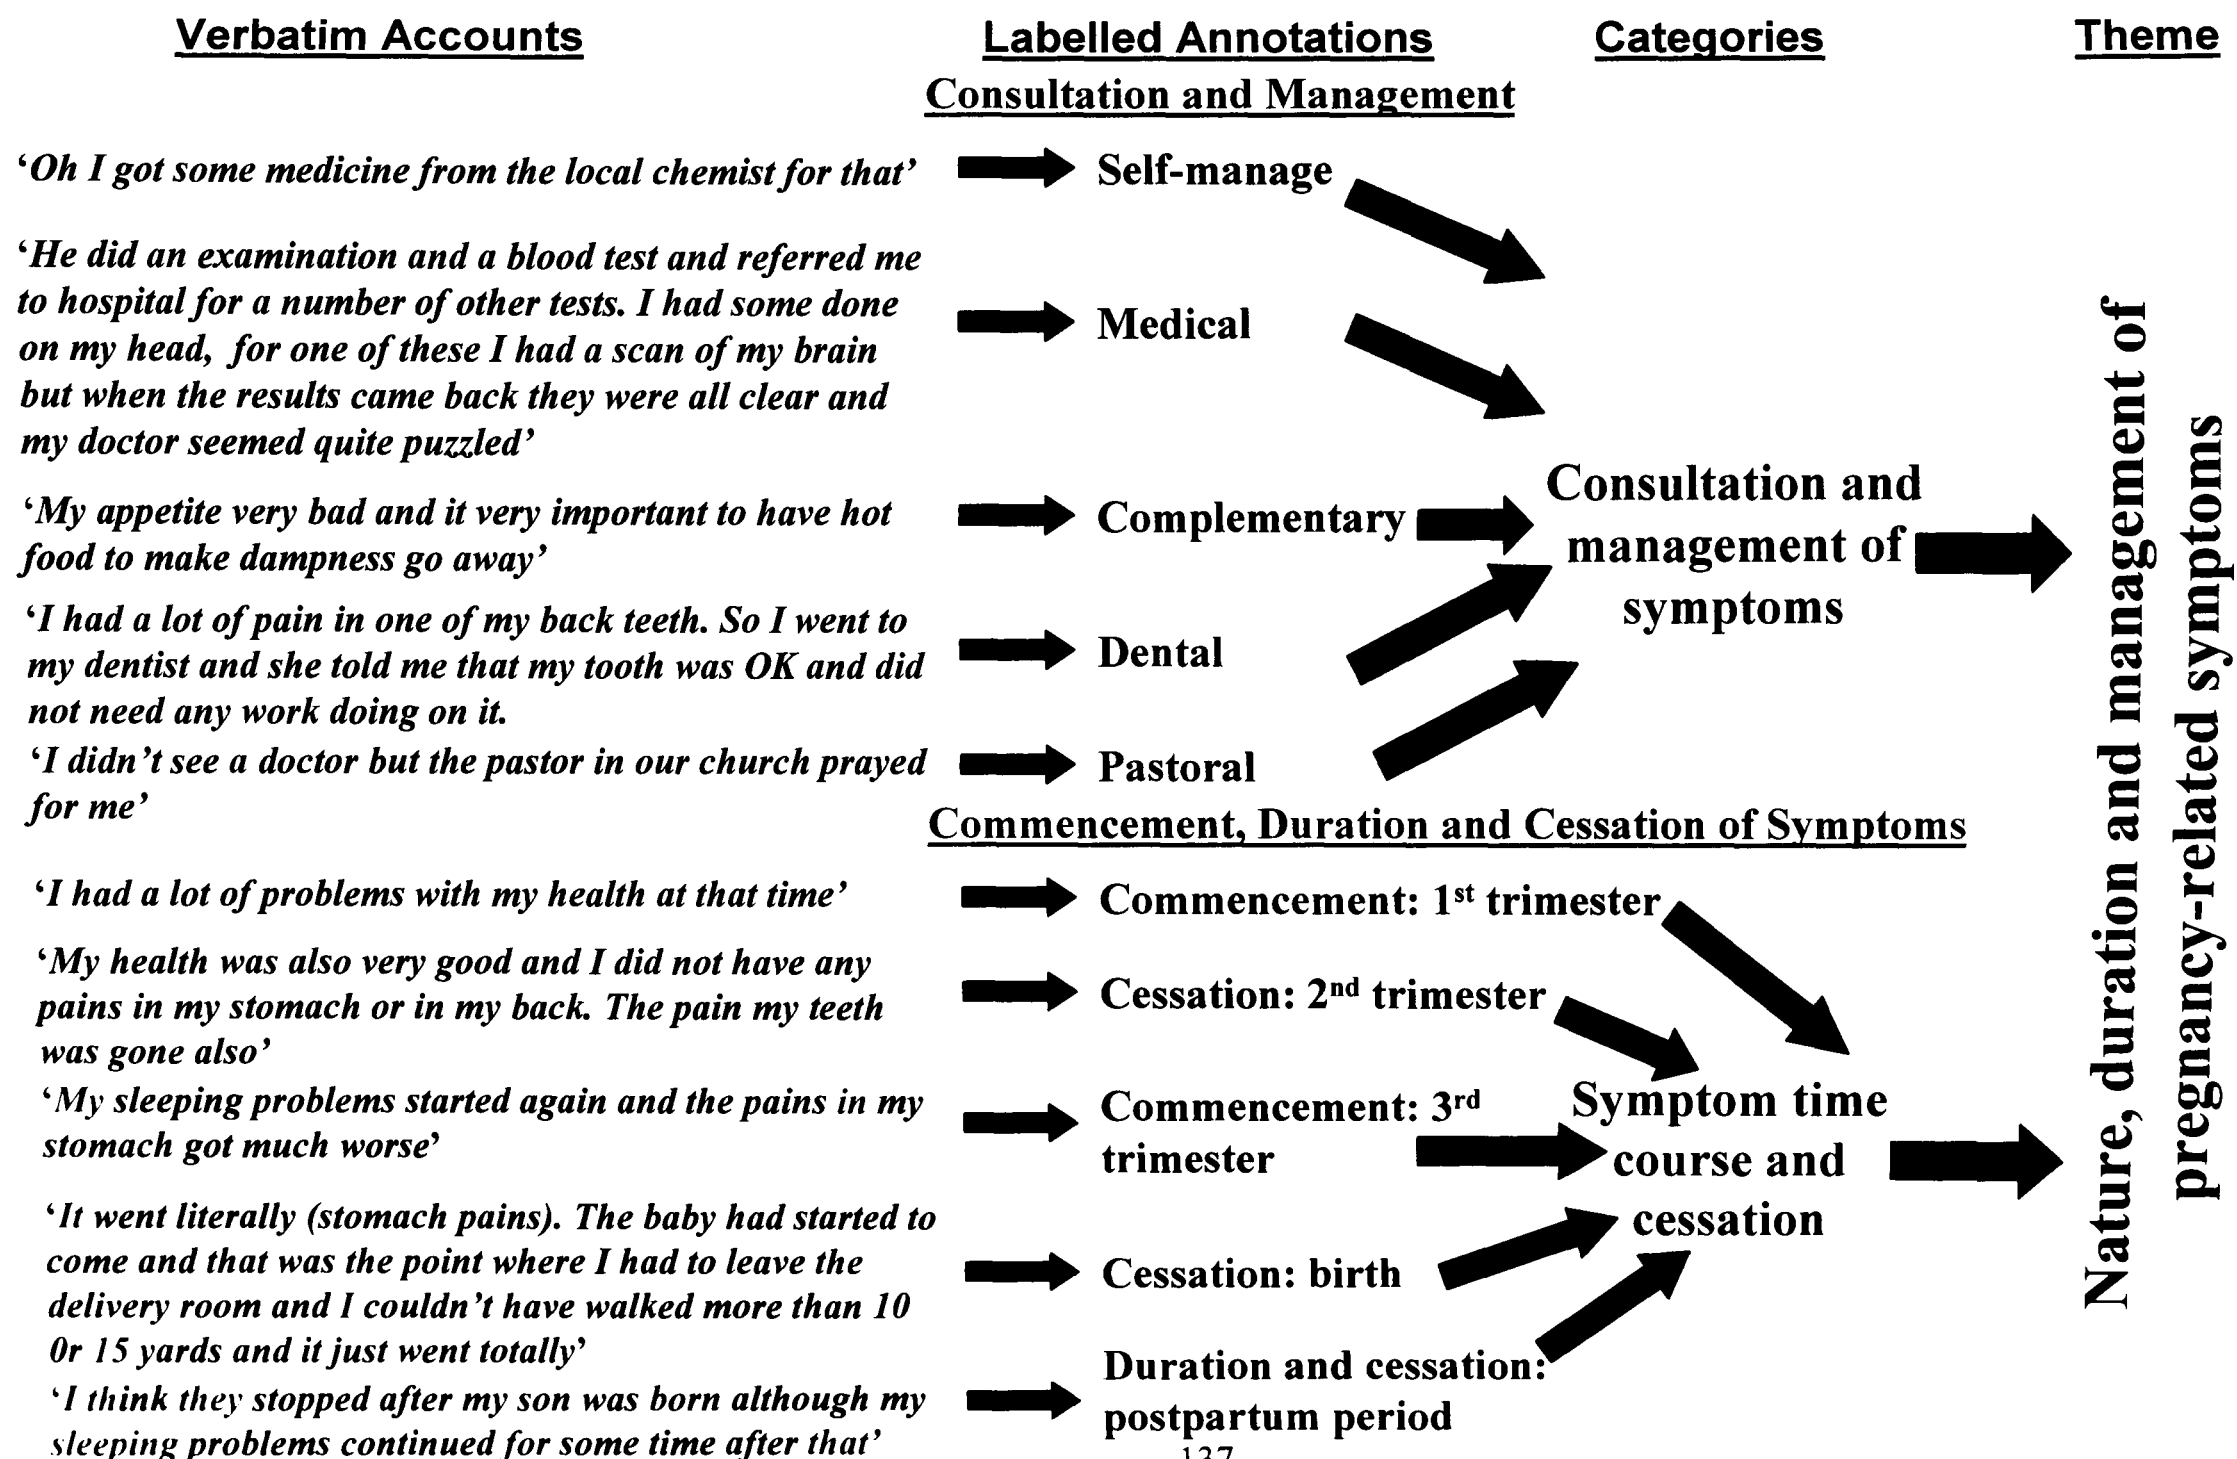 Verbatim Accounts
Labelled Annotations
Categories
Theme
Consultation and Management
‘Oh I got some medicine from the local chemist for that’
Self-manage
‘He did an examination and a blood test and referred me
to hospital for a number of other tests. I had some done
on my head, for one of these I had a scan of my brain
but when the results came back they were all clear and
my doctor seemed quite puzzled’
Medical
‘My appetite very bad and it very important to have hot
food to make dampness go away’
Complementary
‘I had a lot of pain in one of my back teeth. So I went to
my dentist and she told me that my tooth was OK and did
not need any work doing on it.
Dental
‘I didn’t see a doctor but the pastor in our church prayed
for me’
Pastoral
Consultation and
management of
symptoms
Commencement, Duration and Cessation of Symptoms
‘I had a lot of problems with my health at that time’
Commencement: 1st trimester
‘My health was also very good and I did not have any
pains in my stomach or in my back. The pain my teeth
was gone also’
Cessation: 2nd trimester
‘My sleeping problems started again and the pains in my
stomach got much worse’
Commencement: 3rd
trimester
‘It went literally (stomach pains). The baby had started to
come and that was the point where I had to leave the
delivery room and I couldn’t have walked more than 10
0r 15 yards and it just went totally’
Cessation: birth
‘I think they stopped after my son was born although my
sleeping problems continued for some time after that’
Duration and cessation:
postpartum period
Symptom time
course and
cessation
Nature, duration and management of
pregnancy-related symptoms
137